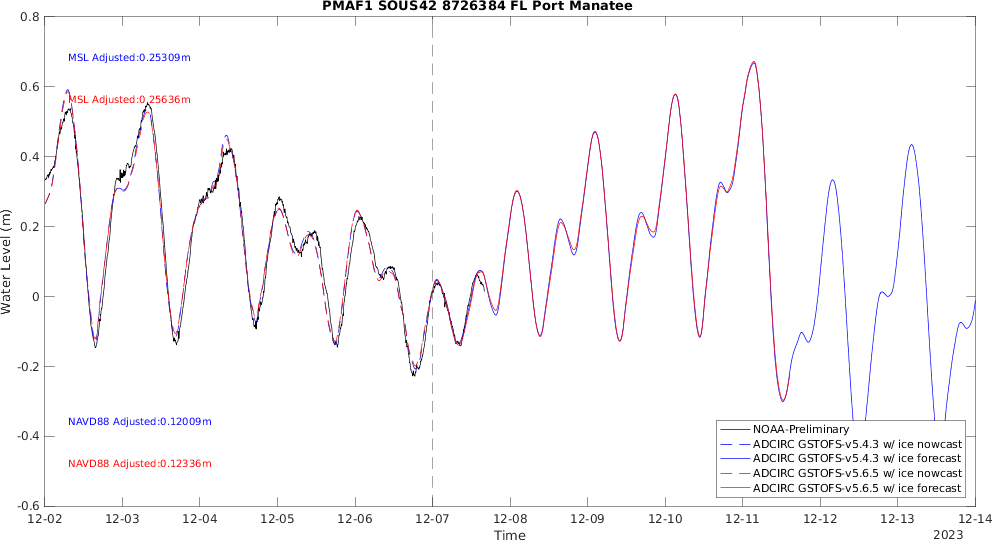 PMAF1 SOUS42 8726384 FL Port Manatee
0.8
0.6
0.4
0.2
0
-0.2
-0.4
-0.6
Water Level (m)
MSL Adjusted:0.25309m
MSL Adjusted:0.25636m
NAVD88 Adjusted:0.12009m
NAVD88 Adjusted:0.12336m
NOAA-Preliminary
ADCIRC GSTOFS-v5.4.3 w/ ice nowcast
ADCIRC GSTOFS-v5.4.3 w/ ice forecast
ADCIRC GSTOFS-v5.6.5 w/ ice nowcast
ADCIRC GSTOFS-v5.6.5 w/ ice forecast
12-02 12-03 12-04 12-05 12-06 12-07 12-08 12-09 12-10 12-11 12-12 12-13 12-14
Time
2023